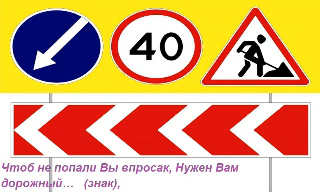 40
Чтоб не попали Вы впросак, Нужен Вам
дорожный... (знак),